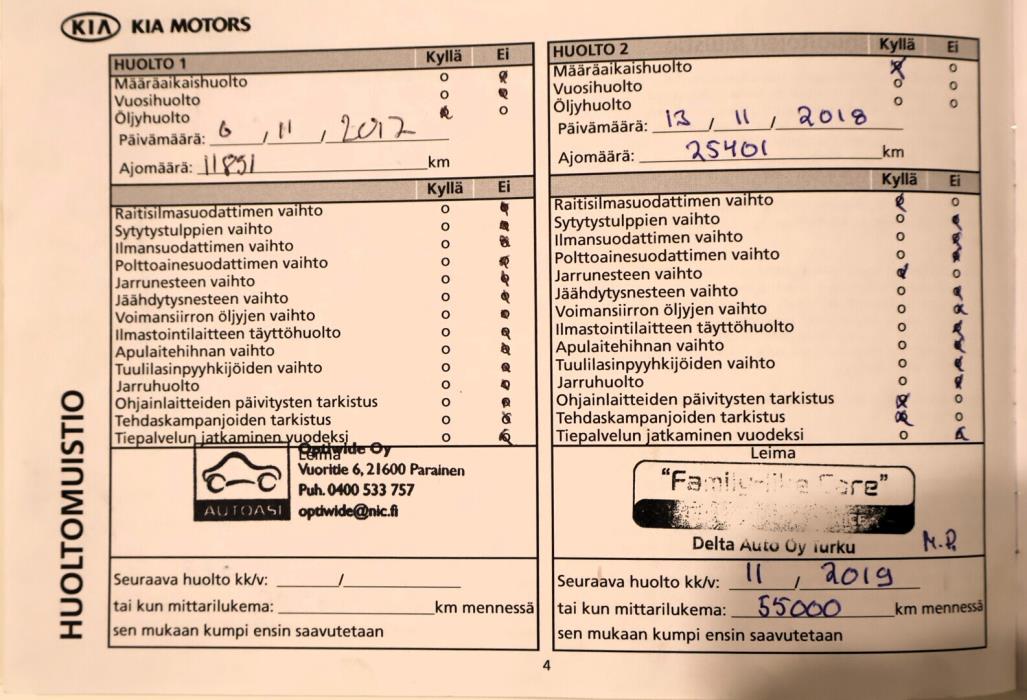 KIA KIA MOTORS
HUOLTO 1 Kyllä Ei
Määräaikaishuolto
Vuosihuolto
Öljyhuolto
Päivämäärä: 6 , 11 , 2017
Ajomäärä: 11891 km
Kyllä Ei
Raitisilmasuodattimen vaihto
Sytytystulppien vaihto
Ilmansuodattimen vaihto
Polttoainesuodattimen vaihto
Jarrunesteen vaihto
Jäähdytysnesteen vaihto
Voimansiirron öljyjen vaihto
Ilmastointilaitteen täyttöhuolto
Apulaitehihnan vaihto
Tuulilasinpyyhkijöiden vaihto
Jarruhuolto
Ohjainlaitteiden päivitysten tarkistus
Tehdaskampanjoiden tarkistus
Tiepalvelun jatkaminen vuodeksi
Leima
Optiwide Oy
Vuoritie 6, 21600 Parainen
Puh. 0400 533 757
optiwide@nic.fi
AUTOASI
Seuraava huolto kk/v: /
tai kun mittarilukema: km mennessä
sen mukaan kumpi ensin saavutetaan
HUOLTO 2 Kyllä Ei
Määräaikaishuolto
Vuosihuolto
Öljyhuolto
Päivämäärä: 13 / 11 / 2018
Ajomäärä: 25401 km
Kyllä Ei
Raitisilmasuodattimen vaihto
Sytytystulppien vaihto
Ilmansuodattimen vaihto
Polttoainesuodattimen vaihto
Jarrunesteen vaihto
Jäähdytysnesteen vaihto
Voimansiirron öljyjen vaihto
Ilmastointilaitteen täyttöhuolto
Apulaitehihnan vaihto
Tuulilasinpyyhkijöiden vaihto
Jarruhuolto
Ohjainlaitteiden päivitysten tarkistus
Tehdaskampanjoiden tarkistus
Tiepalvelun jatkaminen vuodeksi
Leima
"Family-like Care"
Delta Auto Oy Turku M.P.
Seuraava huolto kk/v: 11 / 2019
tai kun mittarilukema: 55000 km mennessä
sen mukaan kumpi ensin saavutetaan
HUOLTOMUISTIO
4